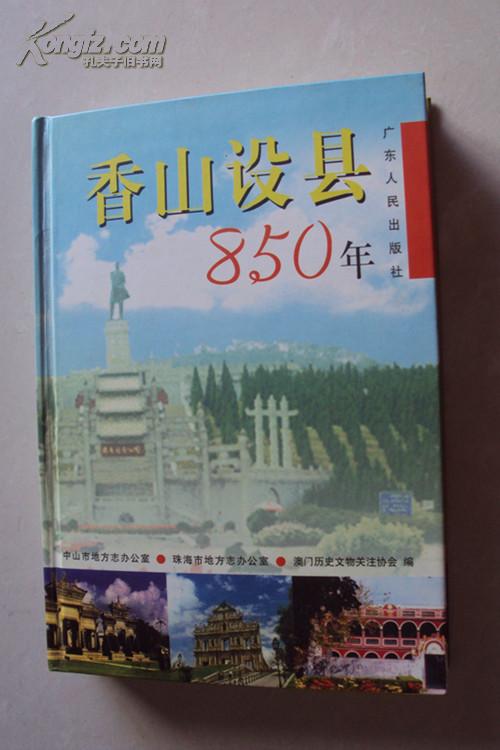 Kongfz.com
孔夫子旧书网
广东人民出版社
香山设县
850年
中山市地方志办公室 ● 珠海市地方志办公室 ● 澳门历史文物关注协会 编